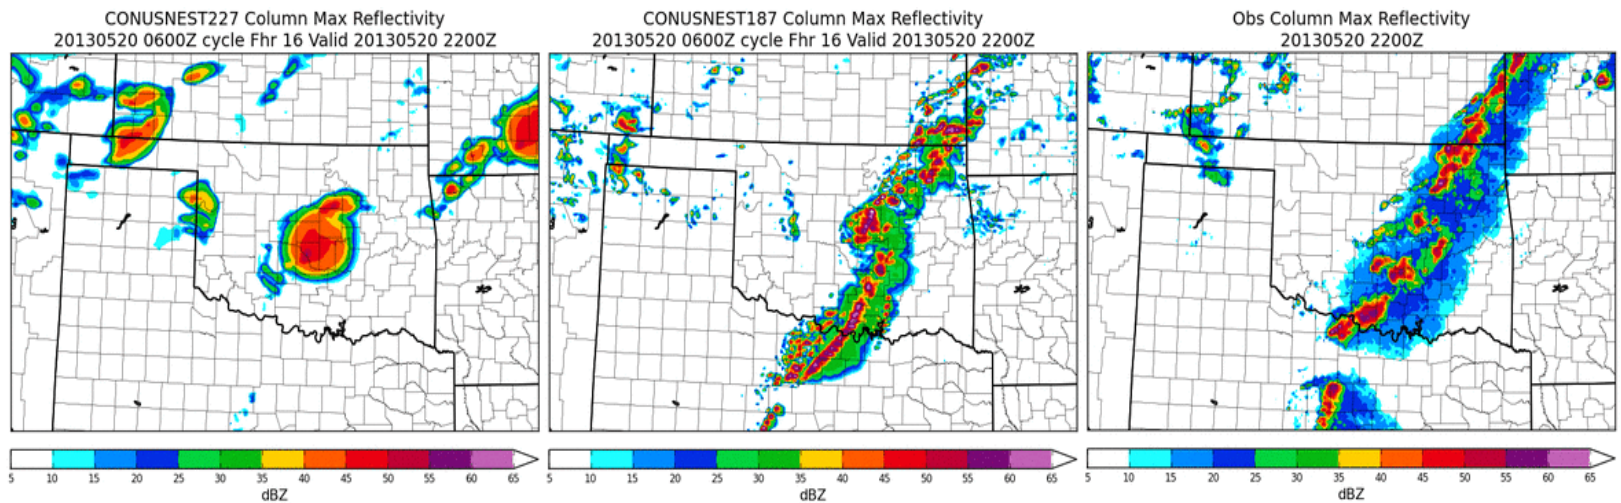 CONUSNEST227 Column Max Reflectivity
20130520 0600Z cycle Fhr 16 Valid 20130520 2200Z
5 10 15 20 25 30 35 40 45 50 55 60 65
dBZ
CONUSNEST187 Column Max Reflectivity
20130520 0600Z cycle Fhr 16 Valid 20130520 2200Z
5 10 15 20 25 30 35 40 45 50 55 60 65
dBZ
Obs Column Max Reflectivity
20130520 2200Z
5 10 15 20 25 30 35 40 45 50 55 60 65
dBZ